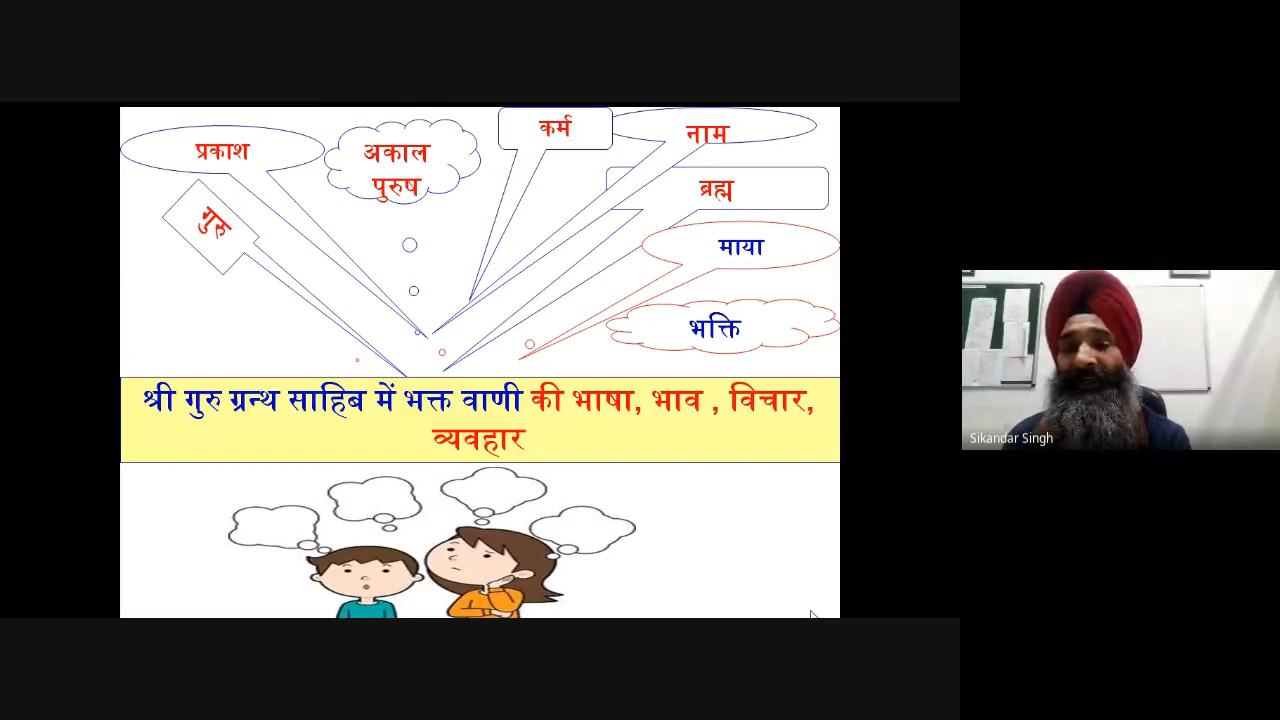 प्रकाश
अकाल
पुरुष
कर्म
नाम
ब्रह्म
गुरू
माया
भक्ति
श्री गुरु ग्रन्थ साहिब में भक्त वाणी की भाषा, भाव , विचार,
व्यवहार
Sikandar Singh